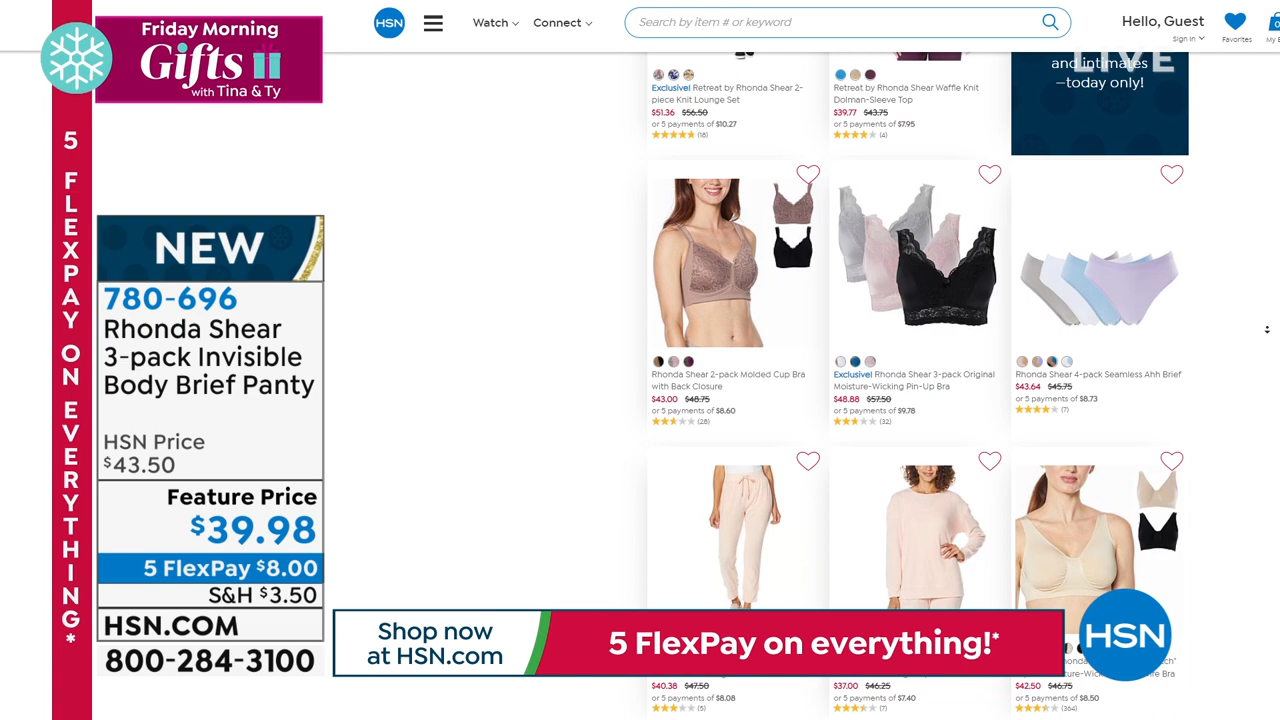 Friday Morning
Gifts
with Tina & Ty
5 FLEXPAY ON EVERYTHING*
NEW
780-696
Rhonda Shear
3-pack Invisible
Body Brief Panty
HSN Price
$43.50
Feature Price
$39.98
5 FlexPay $8.00
S&H $3.50
HSN.COM
800-284-3100
HSN
Watch
Connect
Search by item # or keyword
Hello, Guest
Sign In
Favorites
0
LIVE
and intimates
—today only!
Exclusive! Retreat by Rhonda Shear 2-
piece Knit Lounge Set
$51.36 $56.50
or 5 payments of $10.27
(18)
Retreat by Rhonda Shear Waffle Knit
Dolman-Sleeve Top
$39.77 $43.75
or 5 payments of $7.95
(4)
Rhonda Shear 2-pack Molded Cup Bra
with Back Closure
$43.00 $48.75
or 5 payments of $8.60
(28)
Exclusive! Rhonda Shear 3-pack Original
Moisture-Wicking Pin-Up Bra
$48.88 $57.50
or 5 payments of $9.78
(32)
Rhonda Shear 4-pack Seamless Ahh Brief
$43.64 $45.75
or 5 payments of $8.73
(7)
$40.38 $47.50
or 5 payments of $8.08
(5)
$37.00 $46.25
or 5 payments of $7.40
(7)
Bra
$42.50 $46.75
or 5 payments of $8.50
(364)
Shop now
at HSN.com
5 FlexPay on everything!*
HSN